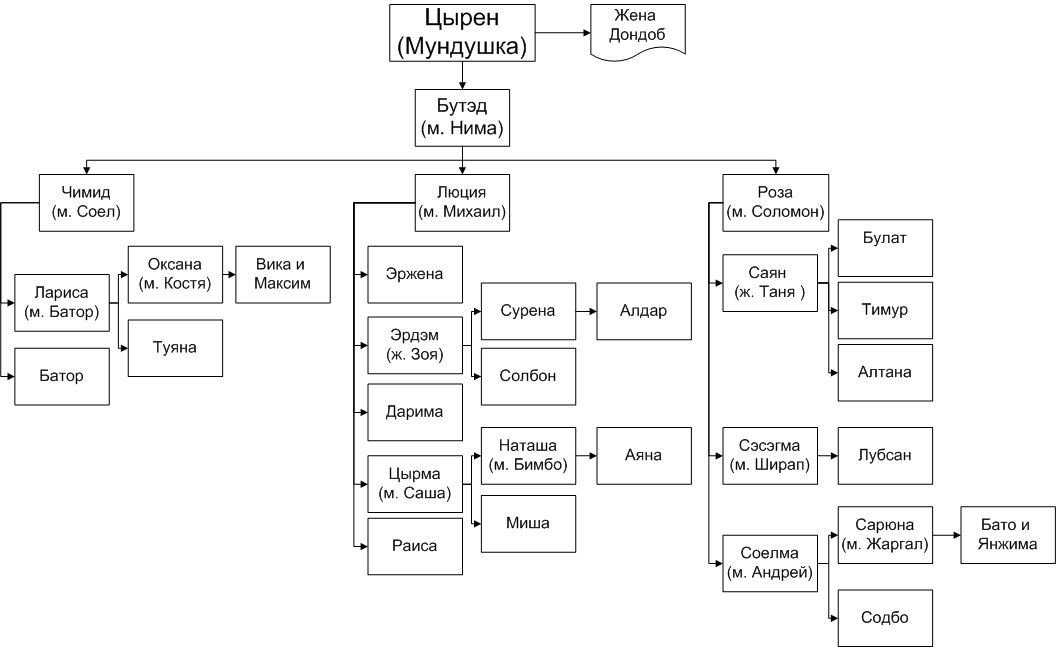 Цырен
(Мундушка)
Жена
Дондоб
Бутэд
(м. Нима)
Чимид
(м. Соел)
Лариса
(м. Батор)
Оксана
(м. Костя)
Вика и
Максим
Туяна
Батор
Люция
(м. Михаил)
Эржена
Эрдэм
(ж. Зоя)
Сурена
Алдар
Солбон
Дарима
Цырма
(м. Саша)
Наташа
(м. Бимбо)
Аяна
Миша
Раиса
Роза
(м. Соломон)
Саян
(ж. Таня )
Булат
Тимур
Алтана
Сэсэгма
(м. Ширап)
Лубсан
Соелма
(м. Андрей)
Сарюна
(м. Жаргал)
Бато и
Янжима
Содбо